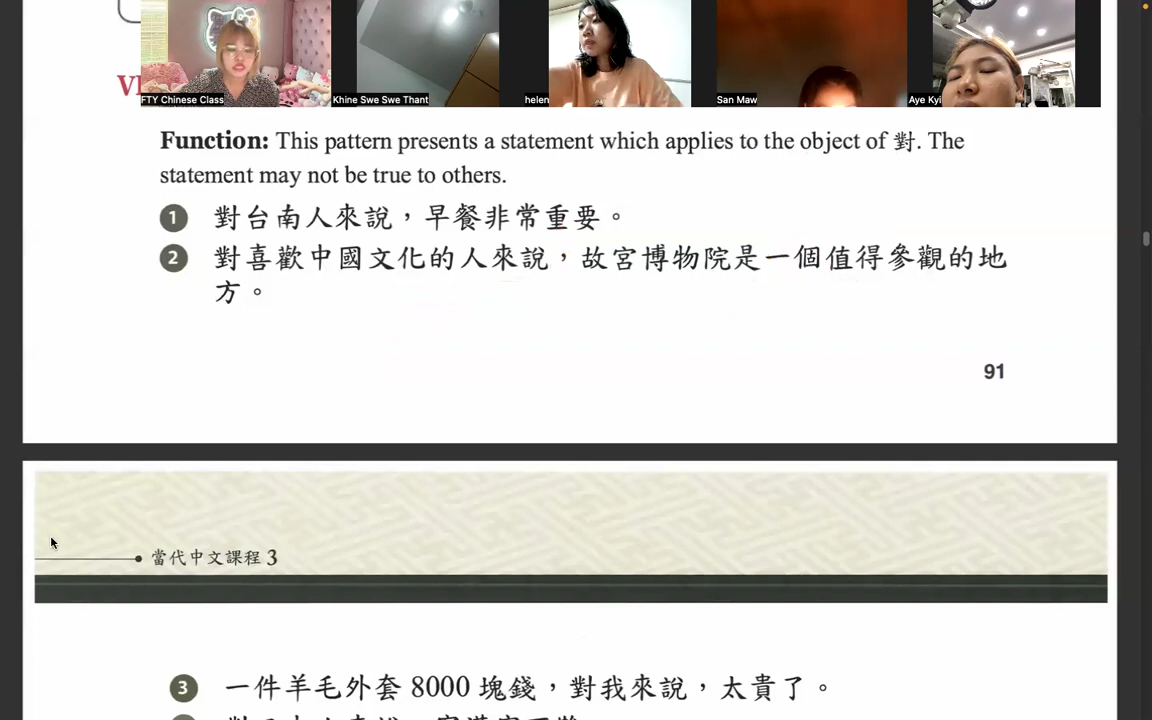 FTY Chinese Class
Khine Swe Swe Thant
helen
San Maw
Aye Kyi
Function: This pattern presents a statement which applies to the object of 對. The
statement may not be true to others.
1 對台南人來說，早餐非常重要。
2 對喜歡中國文化的人來說，故宮博物院是一個值得參觀的地
方。
91
當代中文課程 3
3 一件羊毛外套 8000 塊錢，對我來說，太貴了。